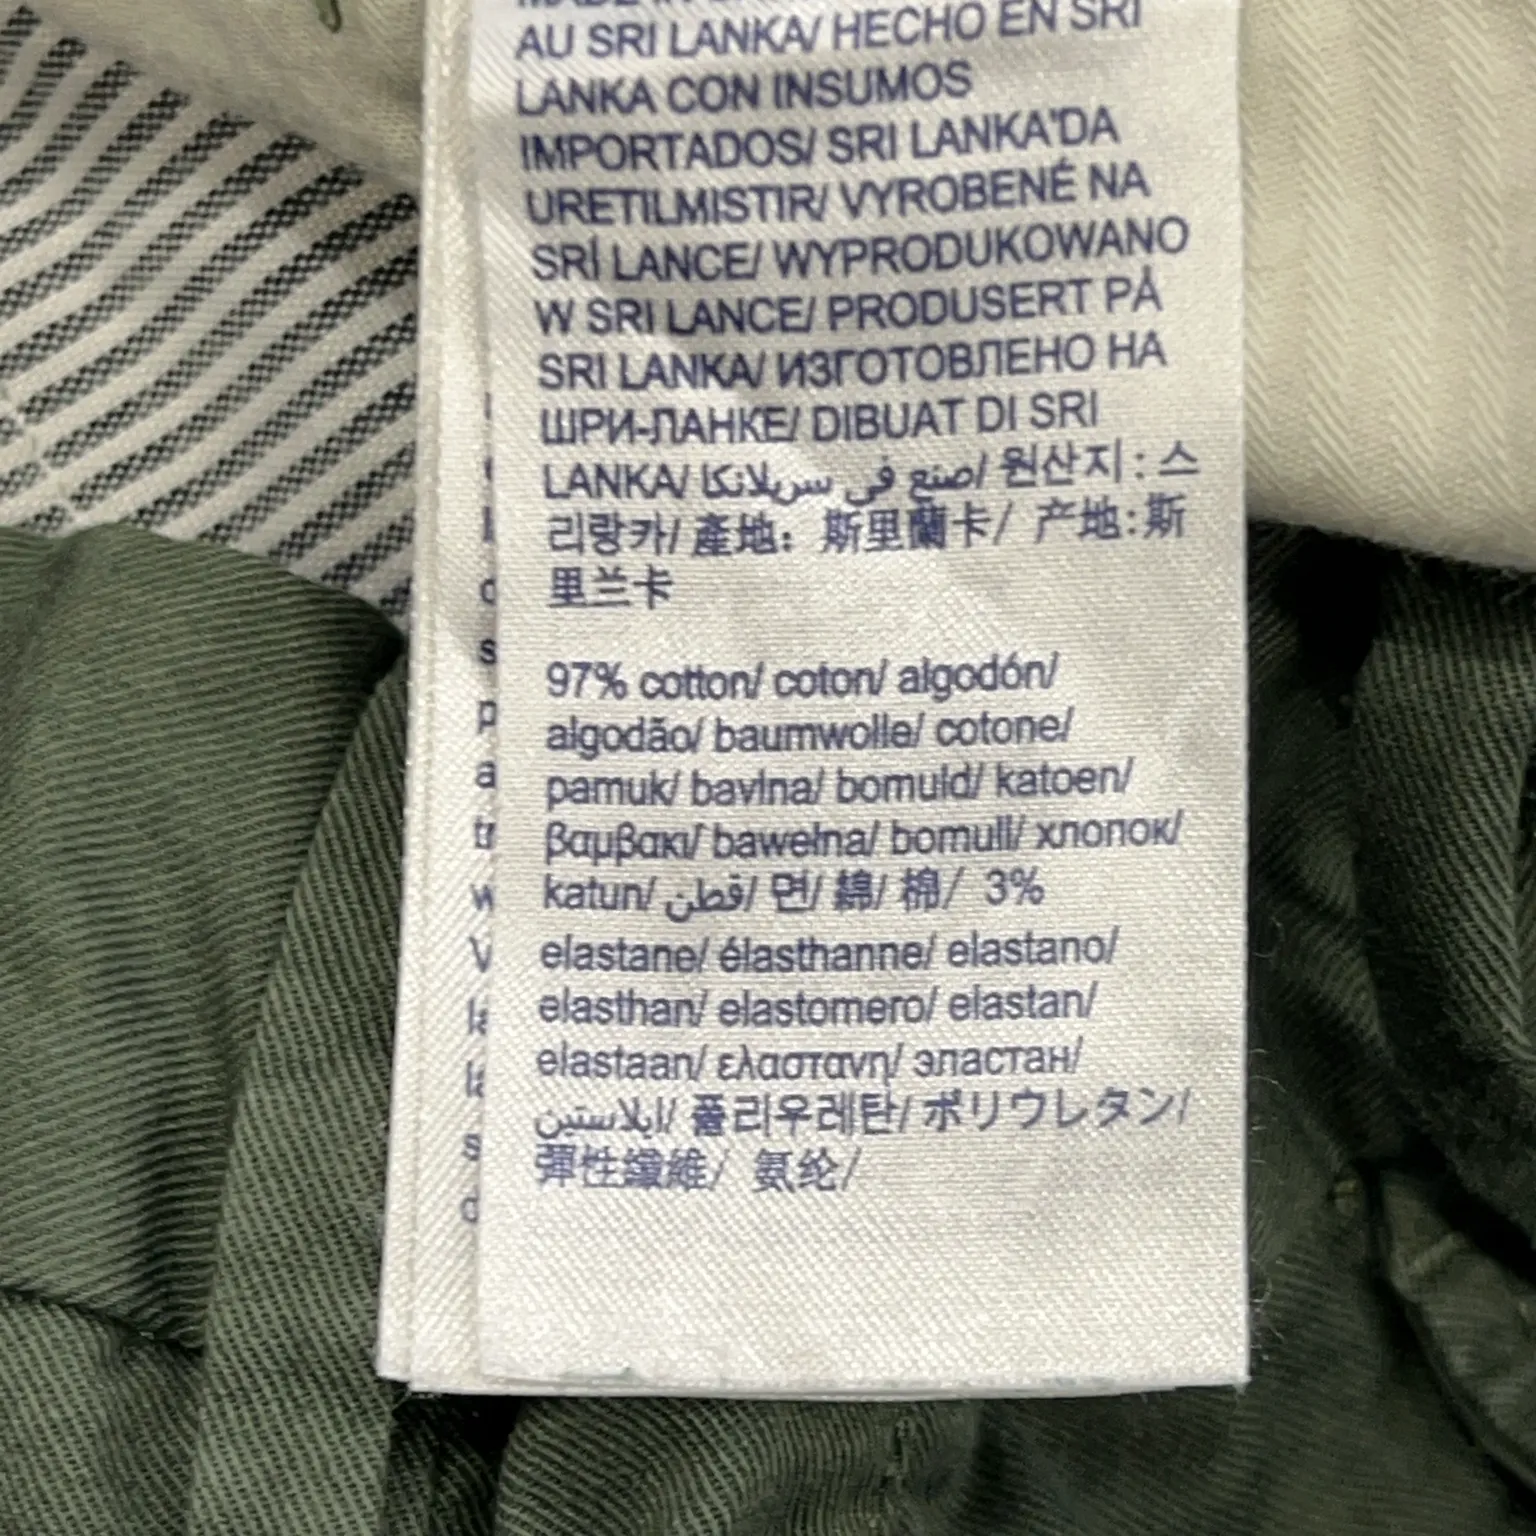 MADE IN
AU SRI LANKA/ HECHO EN SRI
LANKA CON INSUMOS
IMPORTADOS/ SRI LANKA'DA
URETILMISTIR/ VYROBENÉ NA
SRÍ LANCE/ WYPRODUKOWANO
W SRI LANCE/ PRODUSERT PÅ
SRI LANKA/ ИЗГОТОВЛЕНО НА
ШРИ-ЛАНКЕ/ DIBUAT DI SRI
LANKA/ صنع في سريلانكا/ 원산지 : 스
리랑카/ 產地: 斯里蘭卡/ 产地:斯
里兰卡
97% cotton/ coton/ algodón/
algodão/ baumwolle/ cotone/
pamuk/ bavlna/ bomuld/ katoen/
βαμβακι/ bawełna/ bomull/ хлопок/
katun/ قطن/ 면/ 綿/ 棉/ 3%
elastane/ élasthanne/ elastano/
elasthan/ elastomero/ elastan/
elastaan/ ελαστανη/ эластан/
ايلاستين/ 폴리우레탄/ ポリウレタン/
彈性纖維/ 氨纶/